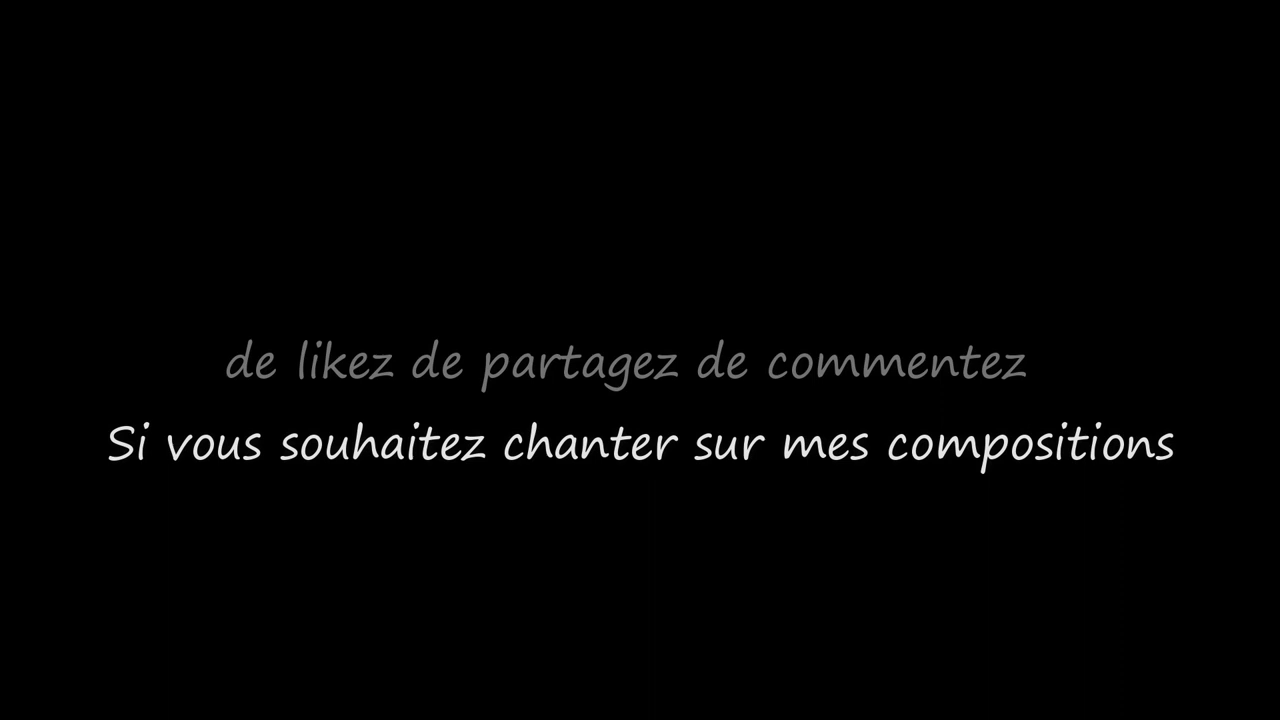 de likez de partagez de commentez
Si vous souhaitez chanter sur mes compositions